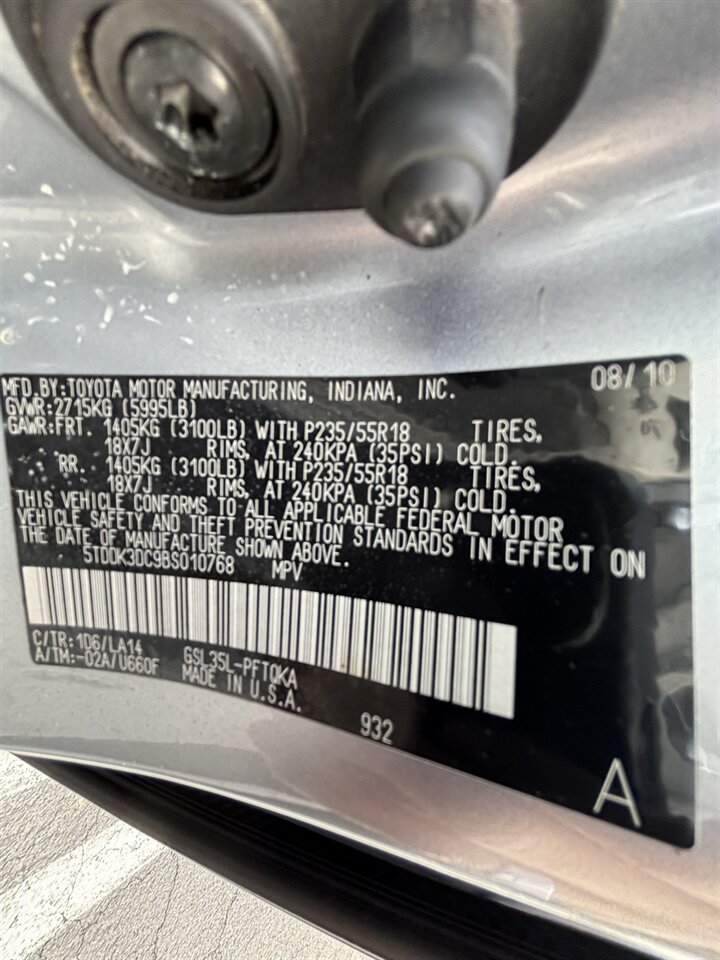 MFD.BY:TOYOTA MOTOR MANUFACTURING, INDIANA, INC. 08/10
GVWR:2715KG (5995LB)
GAWR:FRT. 1405KG (3100LB) WITH P235/55R18 TIRES,
18X7J RIMS, AT 240KPA (35PSI) COLD.
RR. 1405KG (3100LB) WITH P235/55R18 TIRES,
18X7J RIMS, AT 240KPA (35PSI) COLD.
THIS VEHICLE CONFORMS TO ALL APPLICABLE FEDERAL MOTOR
VEHICLE SAFETY AND THEFT PREVENTION STANDARDS IN EFFECT ON
THE DATE OF MANUFACTURE SHOWN ABOVE.
5TDDK3DC9BS010768 MPV
C/TR:1D6/LA14 GSL35L-PFTQKA
A/TM:-02A/U660F MADE IN U.S.A.
932
A